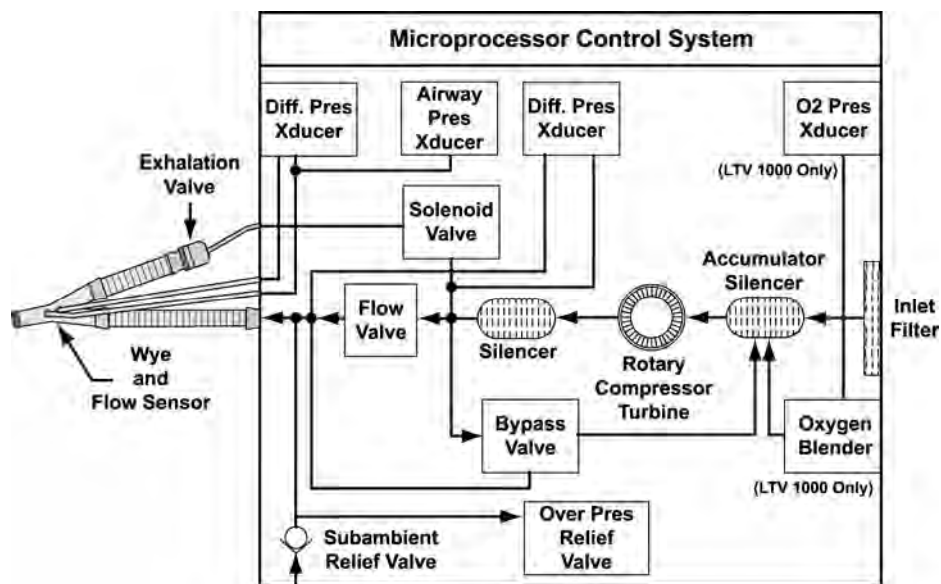 Microprocessor Control System
Diff. Pres
Xducer
Airway
Pres
Xducer
Diff. Pres
Xducer
O2 Pres
Xducer
(LTV 1000 Only)
Exhalation
Valve
Solenoid
Valve
Accumulator
Silencer
Flow
Valve
Silencer
Rotary
Compressor
Turbine
Inlet
Filter
Wye
and
Flow Sensor
Bypass
Valve
Oxygen
Blender
(LTV 1000 Only)
Subambient
Relief Valve
Over Pres
Relief
Valve